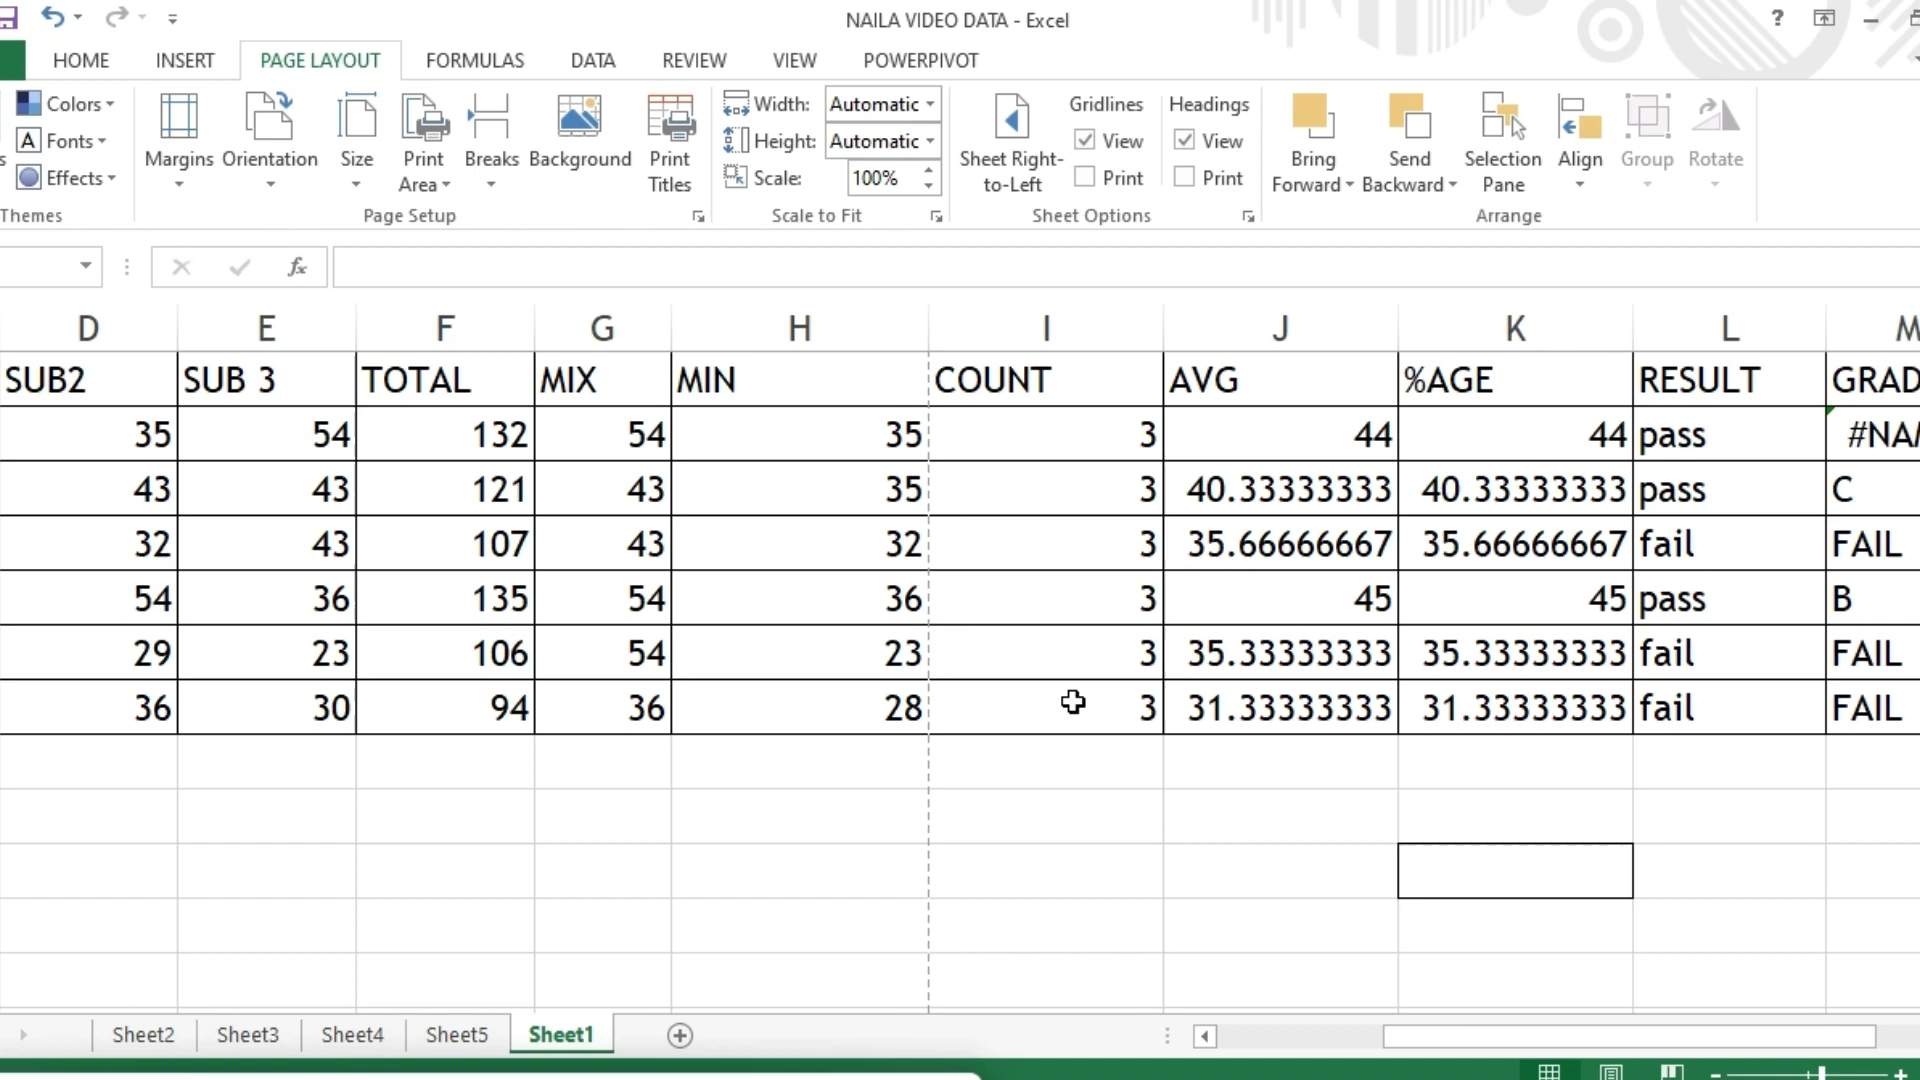 NAILA VIDEO DATA - Excel
?
HOME INSERT PAGE LAYOUT FORMULAS DATA REVIEW VIEW POWERPIVOT
Colors
Fonts
Effects
Themes
Margins
Orientation
Size
Print Area
Breaks
Background
Print Titles
Page Setup
Width: Automatic
Height: Automatic
Scale: 100%
Scale to Fit
Sheet Right-to-Left
Gridlines
View
Print
Headings
View
Print
Sheet Options
Bring Forward
Send Backward
Selection Pane
Align
Group
Rotate
Arrange
fx
D E F G H I J K L M
SUB2 SUB 3 TOTAL MIX MIN COUNT AVG %AGE RESULT GRAD
35 54 132 54 35 3 44 44 pass #NAM
43 43 121 43 35 3 40.33333333 40.33333333 pass C
32 43 107 43 32 3 35.66666667 35.66666667 fail FAIL
54 36 135 54 36 3 45 45 pass B
29 23 106 54 23 3 35.33333333 35.33333333 fail FAIL
36 30 94 36 28 3 31.33333333 31.33333333 fail FAIL
Sheet2 Sheet3 Sheet4 Sheet5 Sheet1